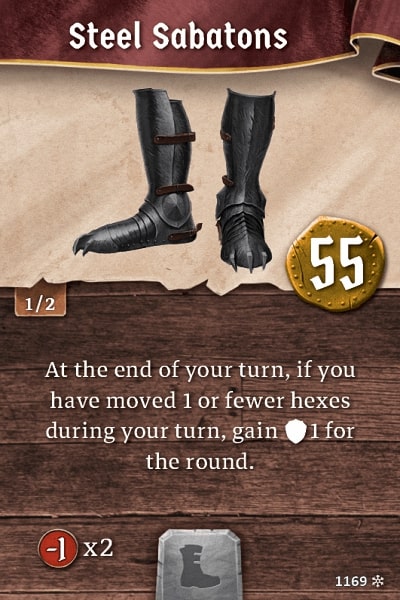 Steel Sabatons
55
1/2
At the end of your turn, if you
have moved 1 or fewer hexes
during your turn, gain 1 for
the round.
-1 x2
1169